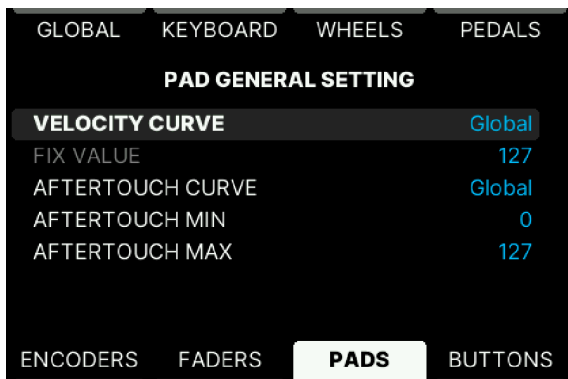 GLOBAL KEYBOARD WHEELS PEDALS
PAD GENERAL SETTING
VELOCITY CURVE Global
FIX VALUE 127
AFTERTOUCH CURVE Global
AFTERTOUCH MIN 0
AFTERTOUCH MAX 127
ENCODERS FADERS PADS BUTTONS